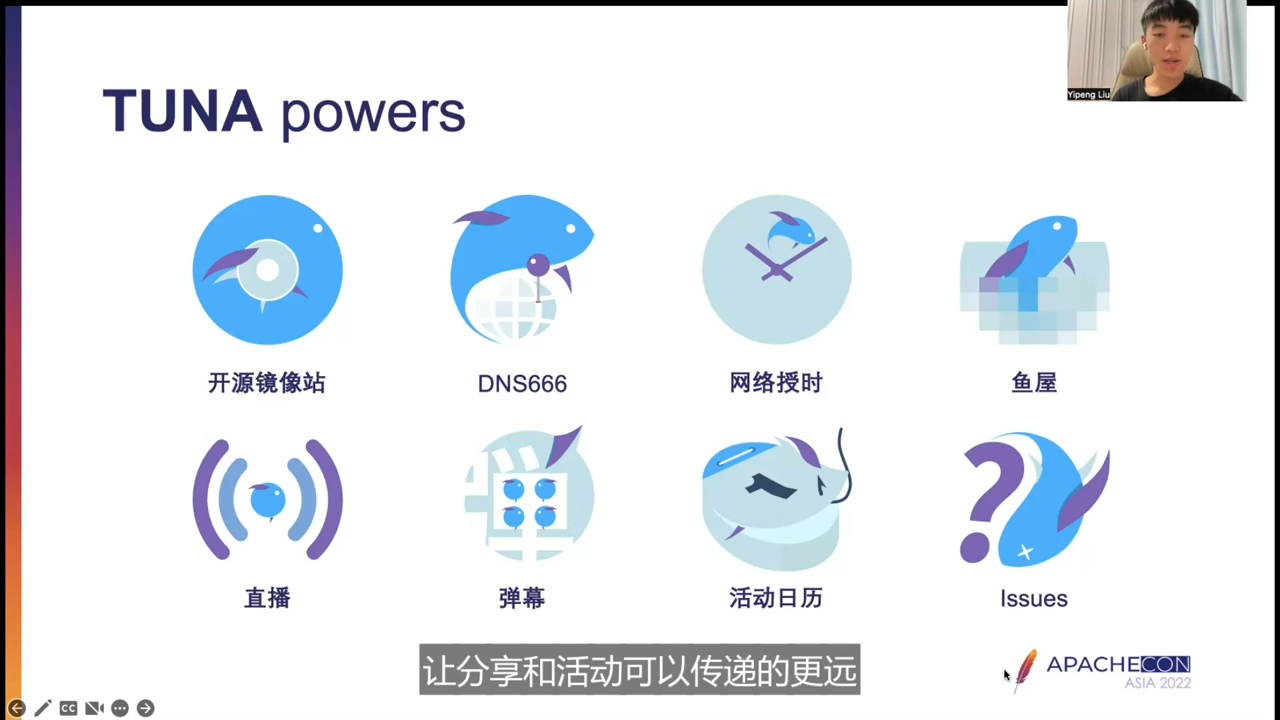 TUNA powers
Yipeng Liu
开源镜像站
DNS666
网络授时
鱼屋
直播
弹幕
活动日历
Issues
让分享和活动可以传递的更远
APACHECON
ASIA 2022
CC